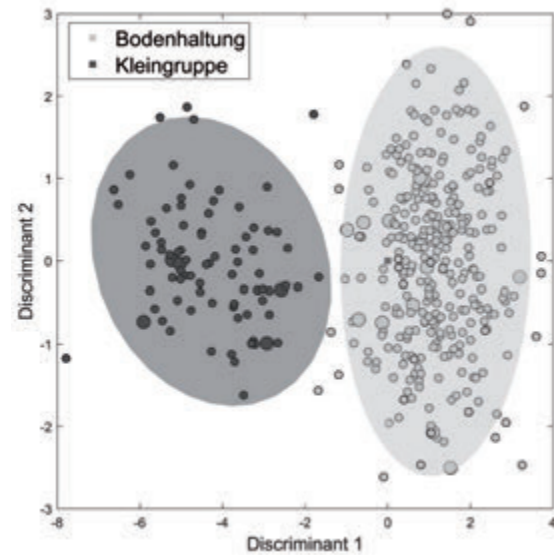 3
Bodenhaltung
Kleingruppe
2
1
0
-1
-2
-3
Discriminant 2
-8 -6 -4 -2 0 2 4
Discriminant 1